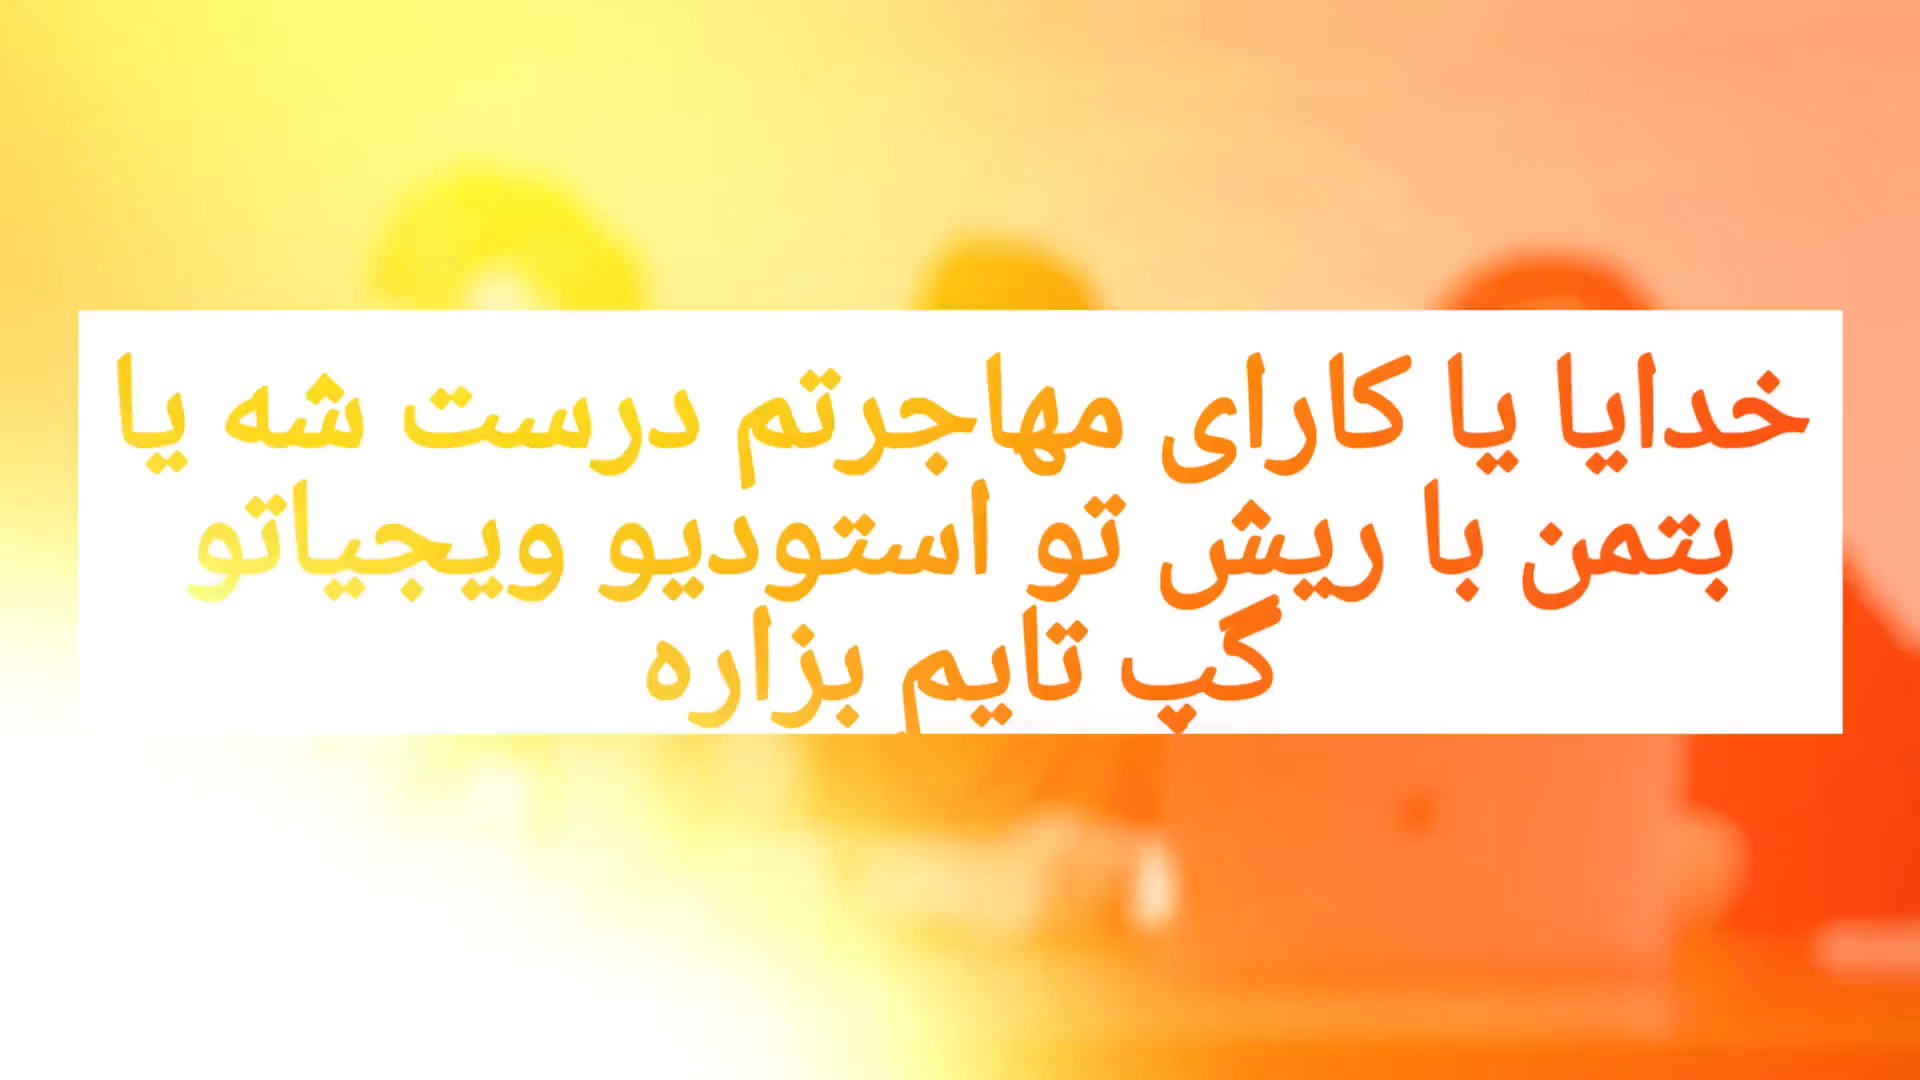 خدایا یا کارای مهاجرتم درست شه یا
بتمن با ریش تو استودیو ویجیاتو
گپ تایم بزاره